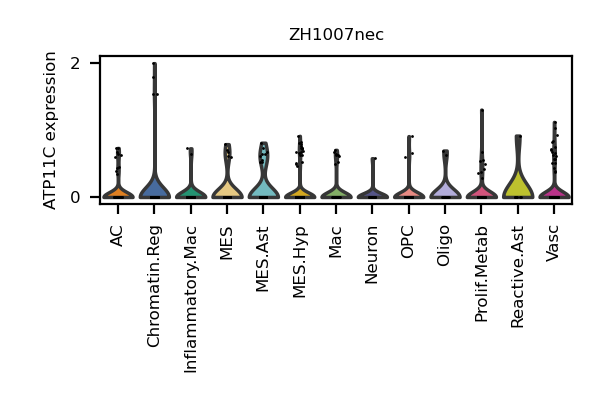 ZH1007nec
ATP11C expression
2
0
AC
Chromatin.Reg
Inflammatory.Mac
MES
MES.Ast
MES.Hyp
Mac
Neuron
OPC
Oligo
Prolif.Metab
Reactive.Ast
Vasc